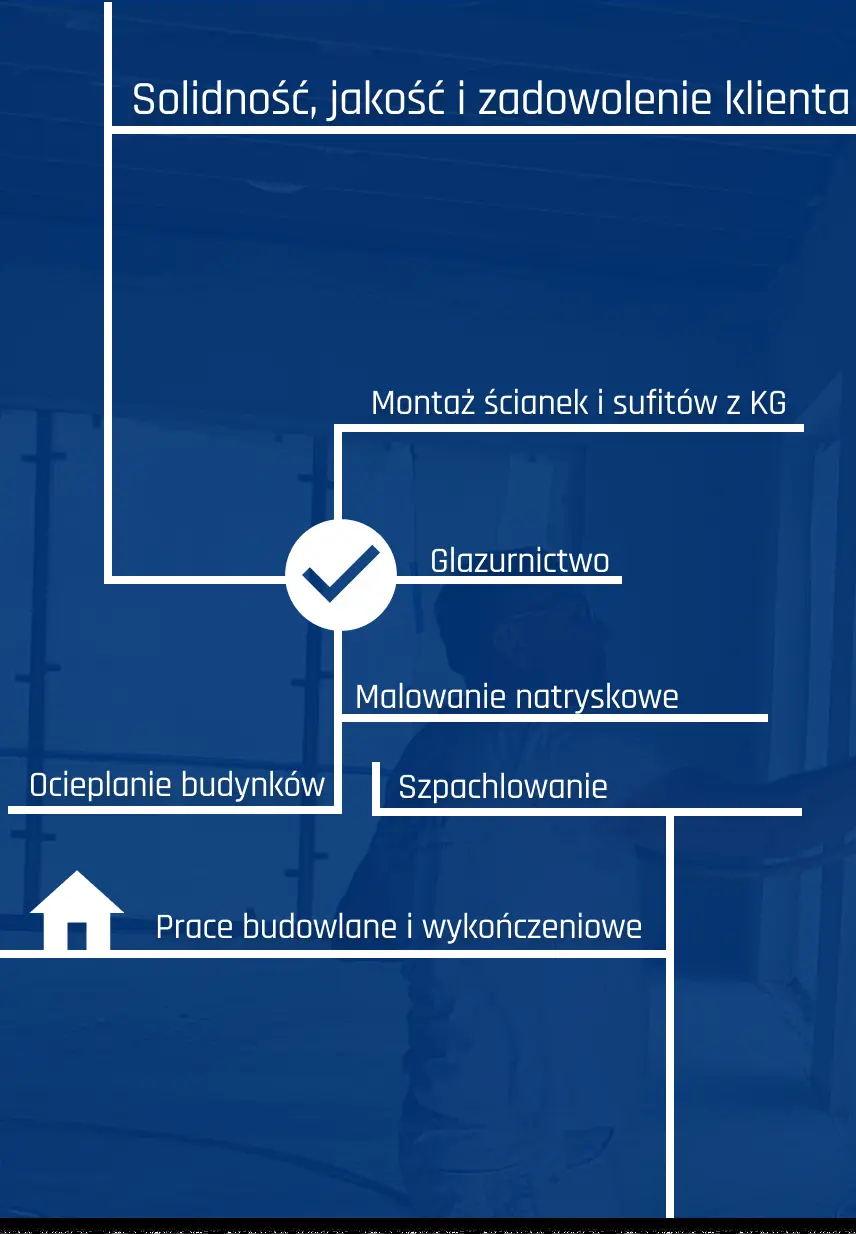 Solidność, jakość i zadowolenie klienta
Montaż ścianek i sufitów z KG
Glazurnictwo
Malowanie natryskowe
Ocieplanie budynków
Szpachlowanie
Prace budowlane i wykończeniowe